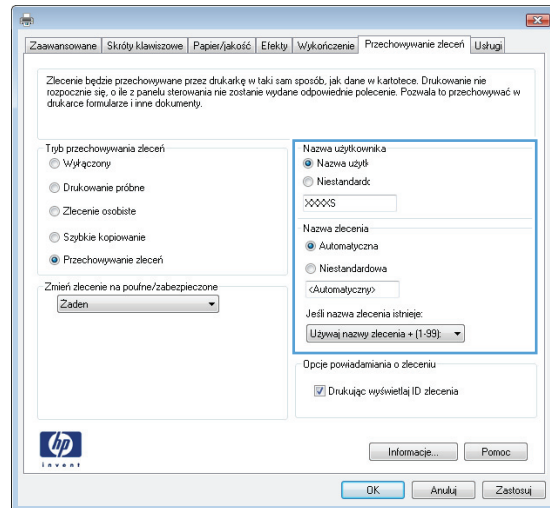 Zaawansowane Skróty klawiszowe Papier/jakość Efekty Wykończenie Przechowywanie zleceń Usługi
Zlecenie będzie przechowywane przez drukarkę w taki sam sposób, jak dane w kartotece. Drukowanie nie
rozpocznie się, o ile z panelu sterowania nie zostanie wydane odpowiednie polecenie. Pozwala to przechowywać w
drukarce formularze i inne dokumenty.
Tryb przechowywania zleceń
Wyłączony
Drukowanie próbne
Zlecenie osobiste
Szybkie kopiowanie
Przechowywanie zleceń
Zmień zlecenie na poufne/zabezpieczone
Żaden
Nazwa użytkownika
Nazwa użytk
Niestandardc
XXXXS
Nazwa zlecenia
Automatyczna
Niestandardowa
<Automatyczny>
Jeśli nazwa zlecenia istnieje:
Używaj nazwy zlecenia + (1-99):
Opcje powiadamiania o zleceniu
Drukując wyświetlaj ID zlecenia
hp
invent
Informacje... Pomoc
OK Anuluj Zastosuj